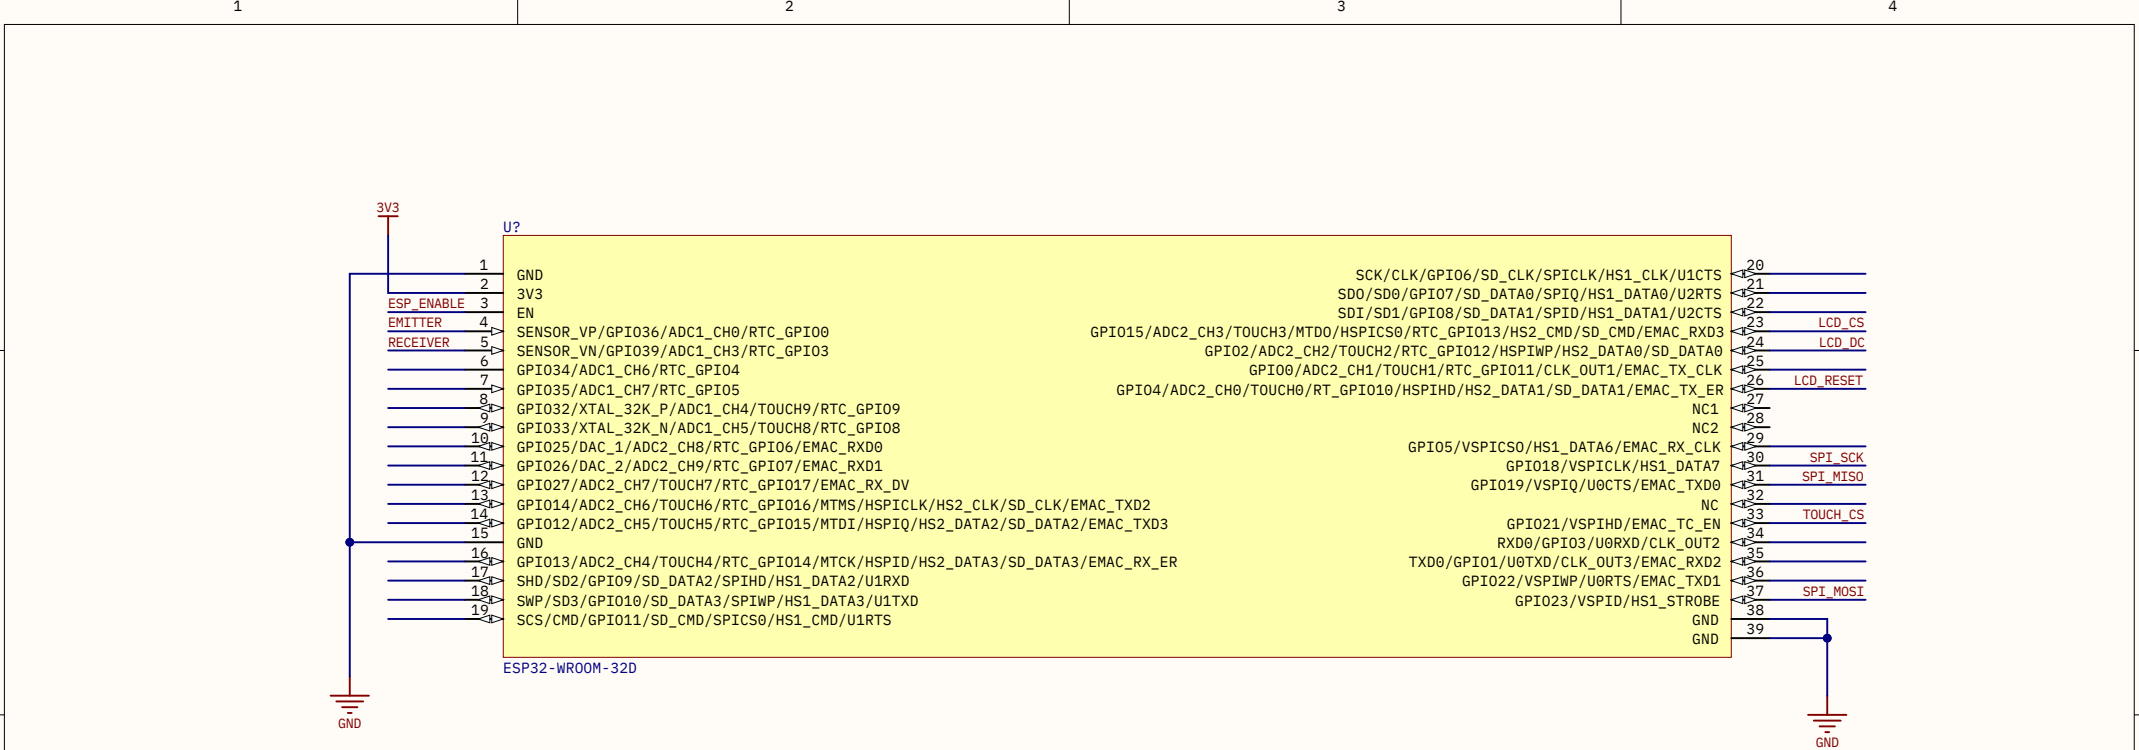 1 2 3 4
3V3
U?
1 GND
2 3V3
ESP_ENABLE 3 EN
EMITTER 4 SENSOR_VP/GPIO36/ADC1_CH0/RTC_GPIO0
RECEIVER 5 SENSOR_VN/GPIO39/ADC1_CH3/RTC_GPIO3
6 GPIO34/ADC1_CH6/RTC_GPIO4
7 GPIO35/ADC1_CH7/RTC_GPIO5
8 GPIO32/XTAL_32K_P/ADC1_CH4/TOUCH9/RTC_GPIO9
9 GPIO33/XTAL_32K_N/ADC1_CH5/TOUCH8/RTC_GPIO8
10 GPIO25/DAC_1/ADC2_CH8/RTC_GPIO6/EMAC_RXD0
11 GPIO26/DAC_2/ADC2_CH9/RTC_GPIO7/EMAC_RXD1
12 GPIO27/ADC2_CH7/TOUCH7/RTC_GPIO17/EMAC_RX_DV
13 GPIO14/ADC2_CH6/TOUCH6/RTC_GPIO16/MTMS/HSPICLK/HS2_CLK/SD_CLK/EMAC_TXD2
14 GPIO12/ADC2_CH5/TOUCH5/RTC_GPIO15/MTDI/HSPIQ/HS2_DATA2/SD_DATA2/EMAC_TXD3
15 GND
16 GPIO13/ADC2_CH4/TOUCH4/RTC_GPIO14/MTCK/HSPID/HS2_DATA3/SD_DATA3/EMAC_RX_ER
17 SHD/SD2/GPIO9/SD_DATA2/SPIHD/HS1_DATA2/U1RXD
18 SWP/SD3/GPIO10/SD_DATA3/SPIWP/HS1_DATA3/U1TXD
19 SCS/CMD/GPIO11/SD_CMD/SPICS0/HS1_CMD/U1RTS
SCK/CLK/GPIO6/SD_CLK/SPICLK/HS1_CLK/U1CTS 20
SDO/SD0/GPIO7/SD_DATA0/SPIQ/HS1_DATA0/U2RTS 21
SDI/SD1/GPIO8/SD_DATA1/SPID/HS1_DATA1/U2CTS 22
GPIO15/ADC2_CH3/TOUCH3/MTDO/HSPICS0/RTC_GPIO13/HS2_CMD/SD_CMD/EMAC_RXD3 23 LCD_CS
GPIO2/ADC2_CH2/TOUCH2/RTC_GPIO12/HSPIWP/HS2_DATA0/SD_DATA0 24 LCD_DC
GPIO0/ADC2_CH1/TOUCH1/RTC_GPIO11/CLK_OUT1/EMAC_TX_CLK 25
GPIO4/ADC2_CH0/TOUCH0/RT_GPIO10/HSPIHD/HS2_DATA1/SD_DATA1/EMAC_TX_ER 26 LCD_RESET
NC1 27
NC2 28
GPIO5/VSPICSO/HS1_DATA6/EMAC_RX_CLK 29
GPIO18/VSPICLK/HS1_DATA7 30 SPI_SCK
GPIO19/VSPIQ/U0CTS/EMAC_TXD0 31 SPI_MISO
NC 32
GPIO21/VSPIHD/EMAC_TC_EN 33 TOUCH_CS
RXD0/GPIO3/U0RXD/CLK_OUT2 34
TXD0/GPIO1/U0TXD/CLK_OUT3/EMAC_RXD2 35
GPIO22/VSPIWP/U0RTS/EMAC_TXD1 36
GPIO23/VSPID/HS1_STROBE 37 SPI_MOSI
GND 38
GND 39
ESP32-WROOM-32D
GND
GND